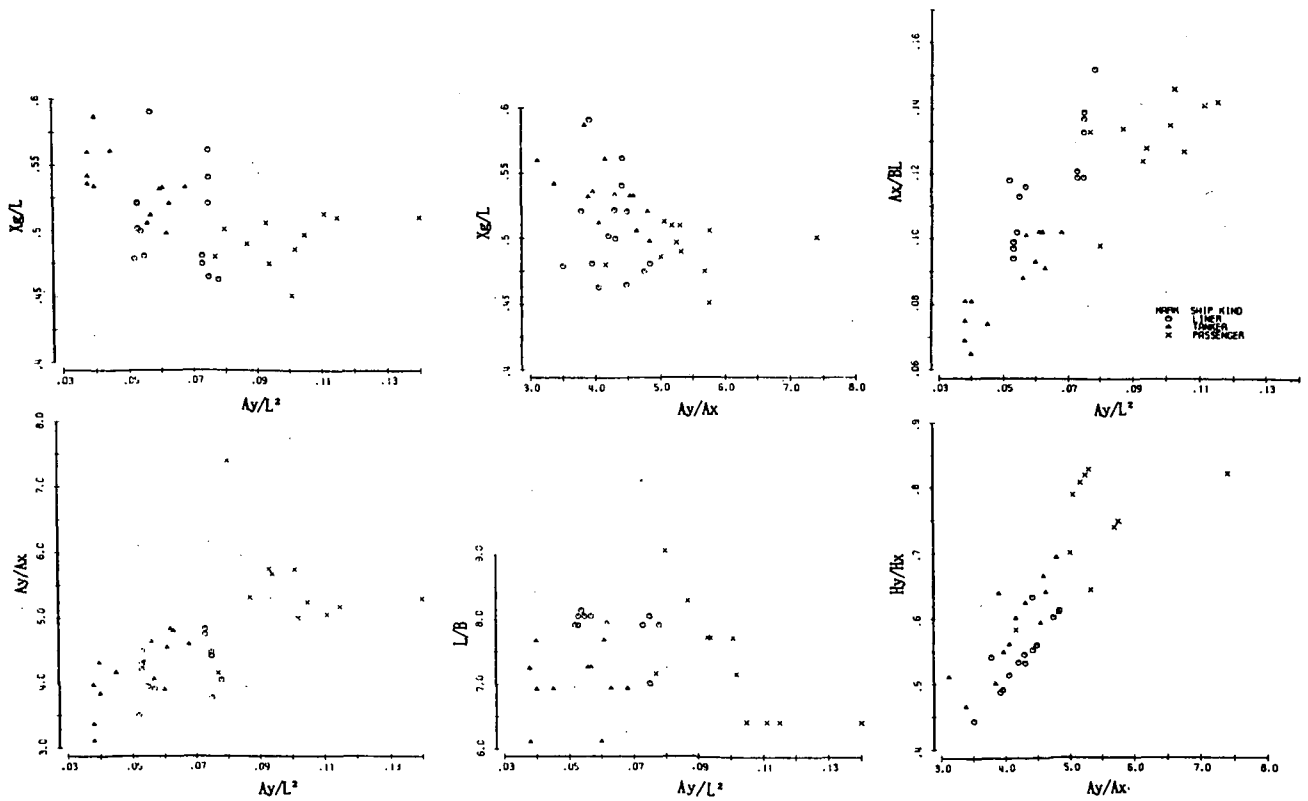 .6
.55
.5
.45
.4
Xg/L
.03 .05 .07 .09 .11 .13
Ay/L²
.6
.55
.5
.45
.4
Xg/L
3.0 4.0 5.0 6.0 7.0 8.0
Ay/Ax
.16
.14
.12
.10
.08
.06
Ax/BL
MARK SHIP KIND
LINER
TANKER
PASSENGER
.03 .05 .07 .09 .11 .13
Ay/L²
8.0
7.0
6.0
5.0
4.0
3.0
Ay/Ax
.03 .05 .07 .09 .11 .13
Ay/L²
9.0
8.0
7.0
6.0
L/B
.03 .05 .07 .09 .11 .13
Ay/L²
.9
.8
.7
.6
.5
.4
Hy/Hx
3.0 4.0 5.0 6.0 7.0 8.0
Ay/Ax